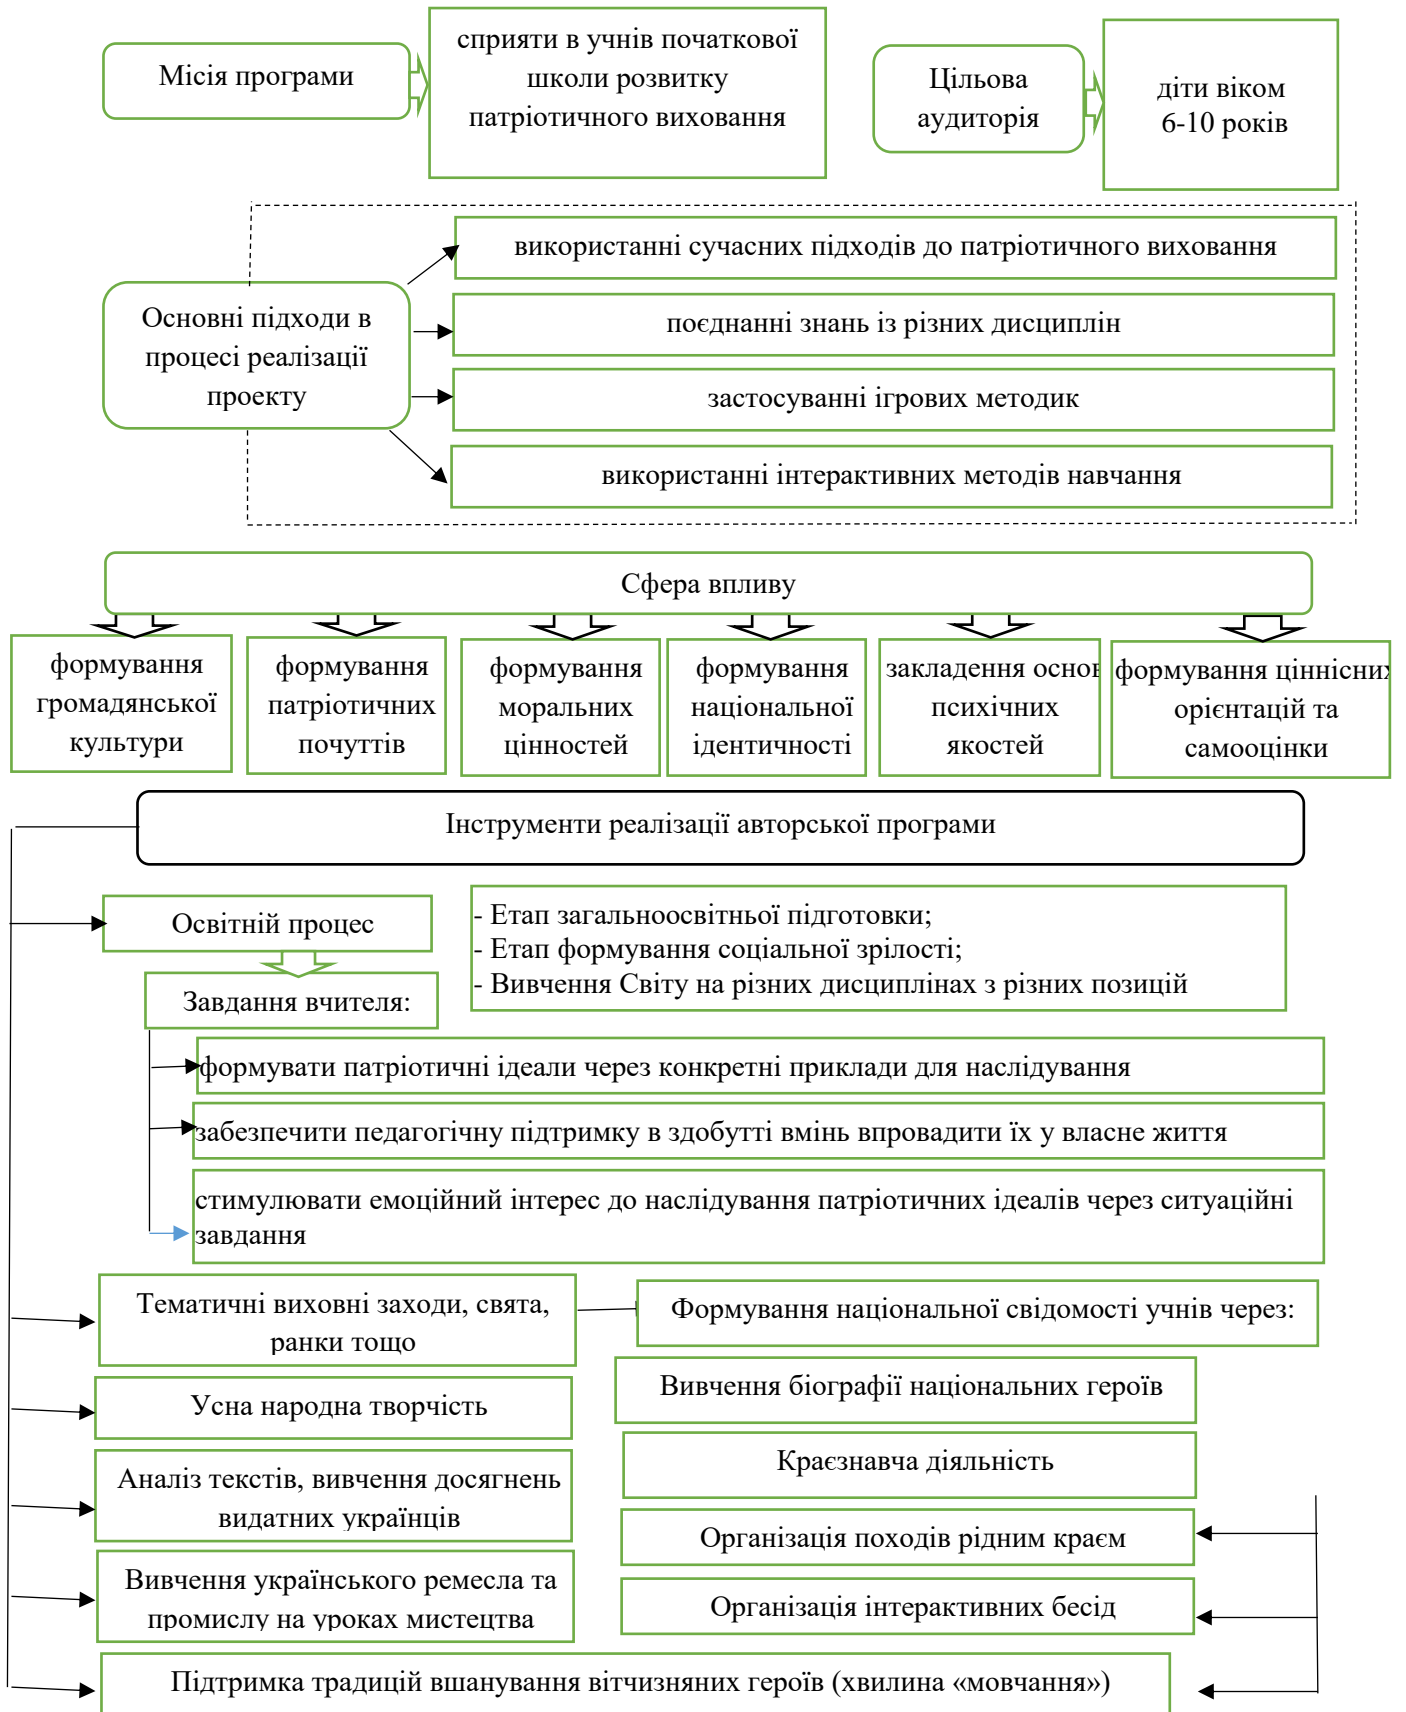 Місія програми
сприяти в учнів початкової
школи розвитку
патріотичного виховання
Цільова
аудиторія
діти віком
6-10 років
Основні підходи в
процесі реалізації
проекту
використанні сучасних підходів до патріотичного виховання
поєднанні знань із різних дисциплін
застосуванні ігрових методик
використанні інтерактивних методів навчання
Сфера впливу
формування
громадянської
культури
формування
патріотичних
почуттів
формування
моральних
цінностей
формування
національної
ідентичності
закладення основ
психічних
якостей
формування ціннісних
орієнтацій та
самооцінки
Інструменти реалізації авторської програми
Освітній процес
- Етап загальноосвітньої підготовки;
- Етап формування соціальної зрілості;
- Вивчення Світу на різних дисциплінах з різних позицій
Завдання вчителя:
формувати патріотичні ідеали через конкретні приклади для наслідування
забезпечити педагогічну підтримку в здобутті вмінь впровадити їх у власне життя
стимулювати емоційний інтерес до наслідування патріотичних ідеалів через ситуаційні
завдання
Тематичні виховні заходи, свята,
ранки тощо
Формування національної свідомості учнів через:
Усна народна творчість
Вивчення біографії національних героїв
Аналіз текстів, вивчення досягнень
видатних українців
Краєзнавча діяльність
Організація походів рідним краєм
Вивчення українського ремесла та
промислу на уроках мистецтва
Організація інтерактивних бесід
Підтримка традицій вшанування вітчизняних героїв (хвилина «мовчання»)